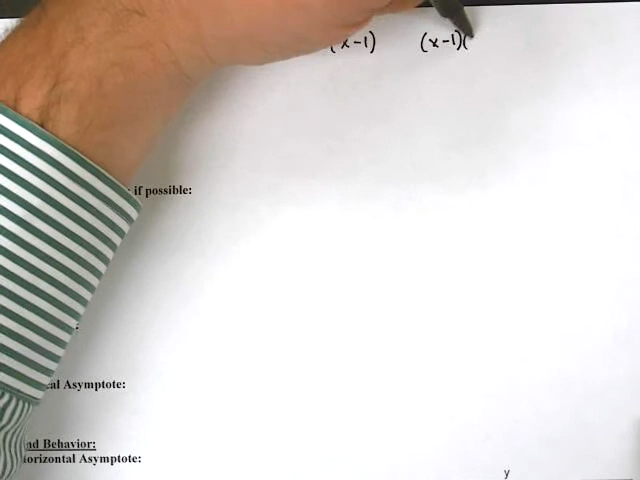 (x-1) (x-1)(
if possible:
:
al Asymptote:
nd Behavior:
orizontal Asymptote:
y